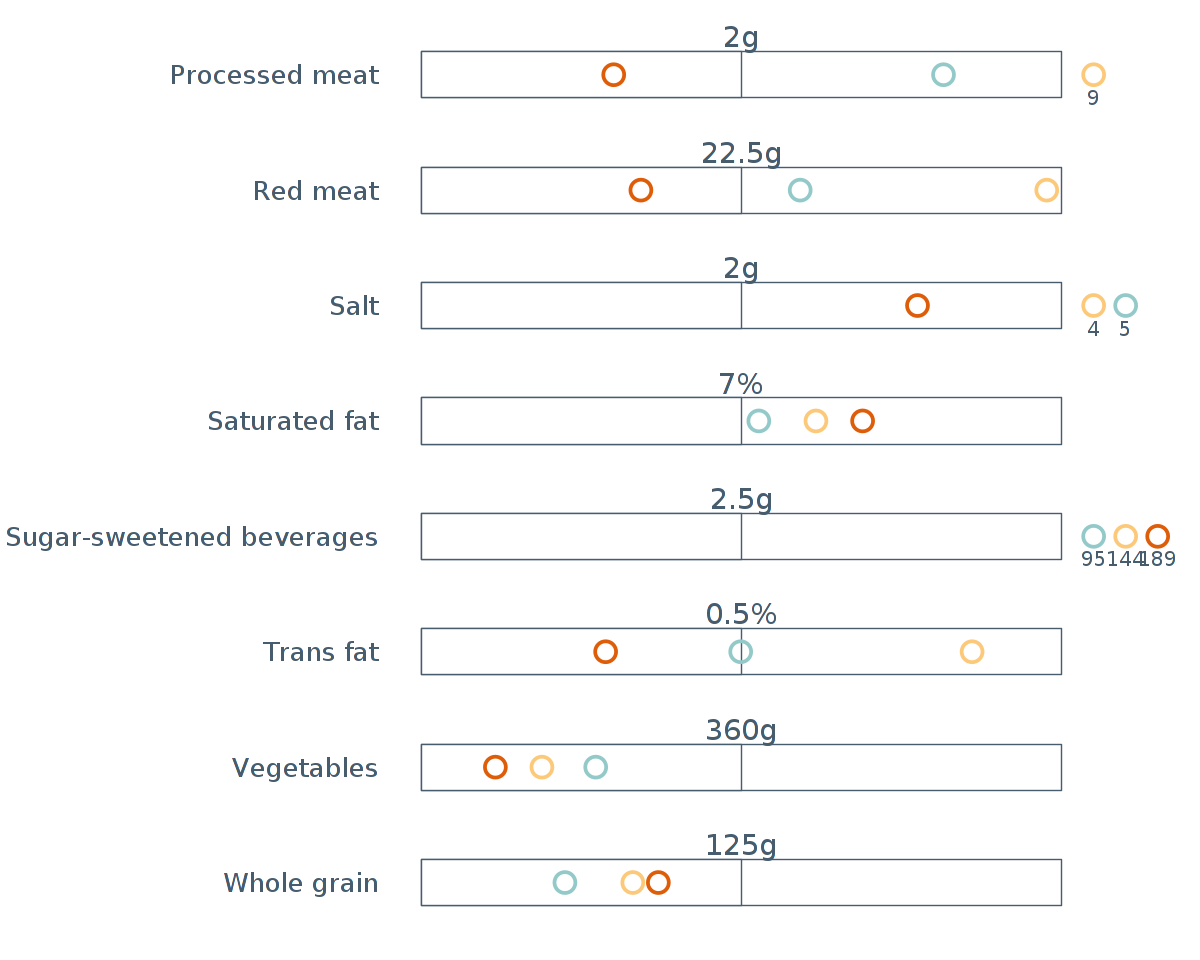 2g
Processed meat
9
22.5g
Red meat
2g
Salt
4 5
7%
Saturated fat
2.5g
Sugar-sweetened beverages
95 144 189
0.5%
Trans fat
360g
Vegetables
125g
Whole grain